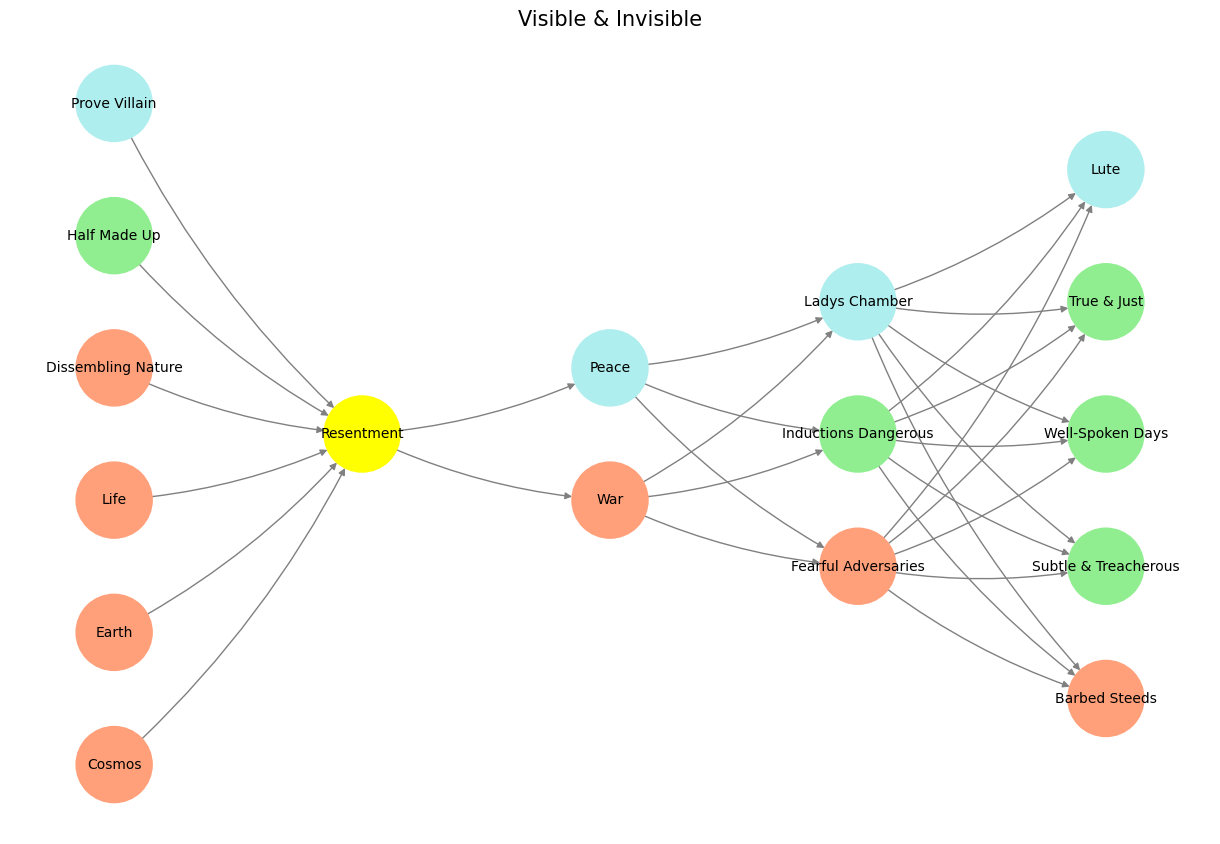 Visible & Invisible
Prove Villain
Half Made Up
Dissembling Nature
Life
Earth
Cosmos
Resentment
Peace
War
Ladys Chamber
Inductions Dangerous
Fearful Adversaries
Lute
True & Just
Well-Spoken Days
Subtle & Treacherous
Barbed Steeds